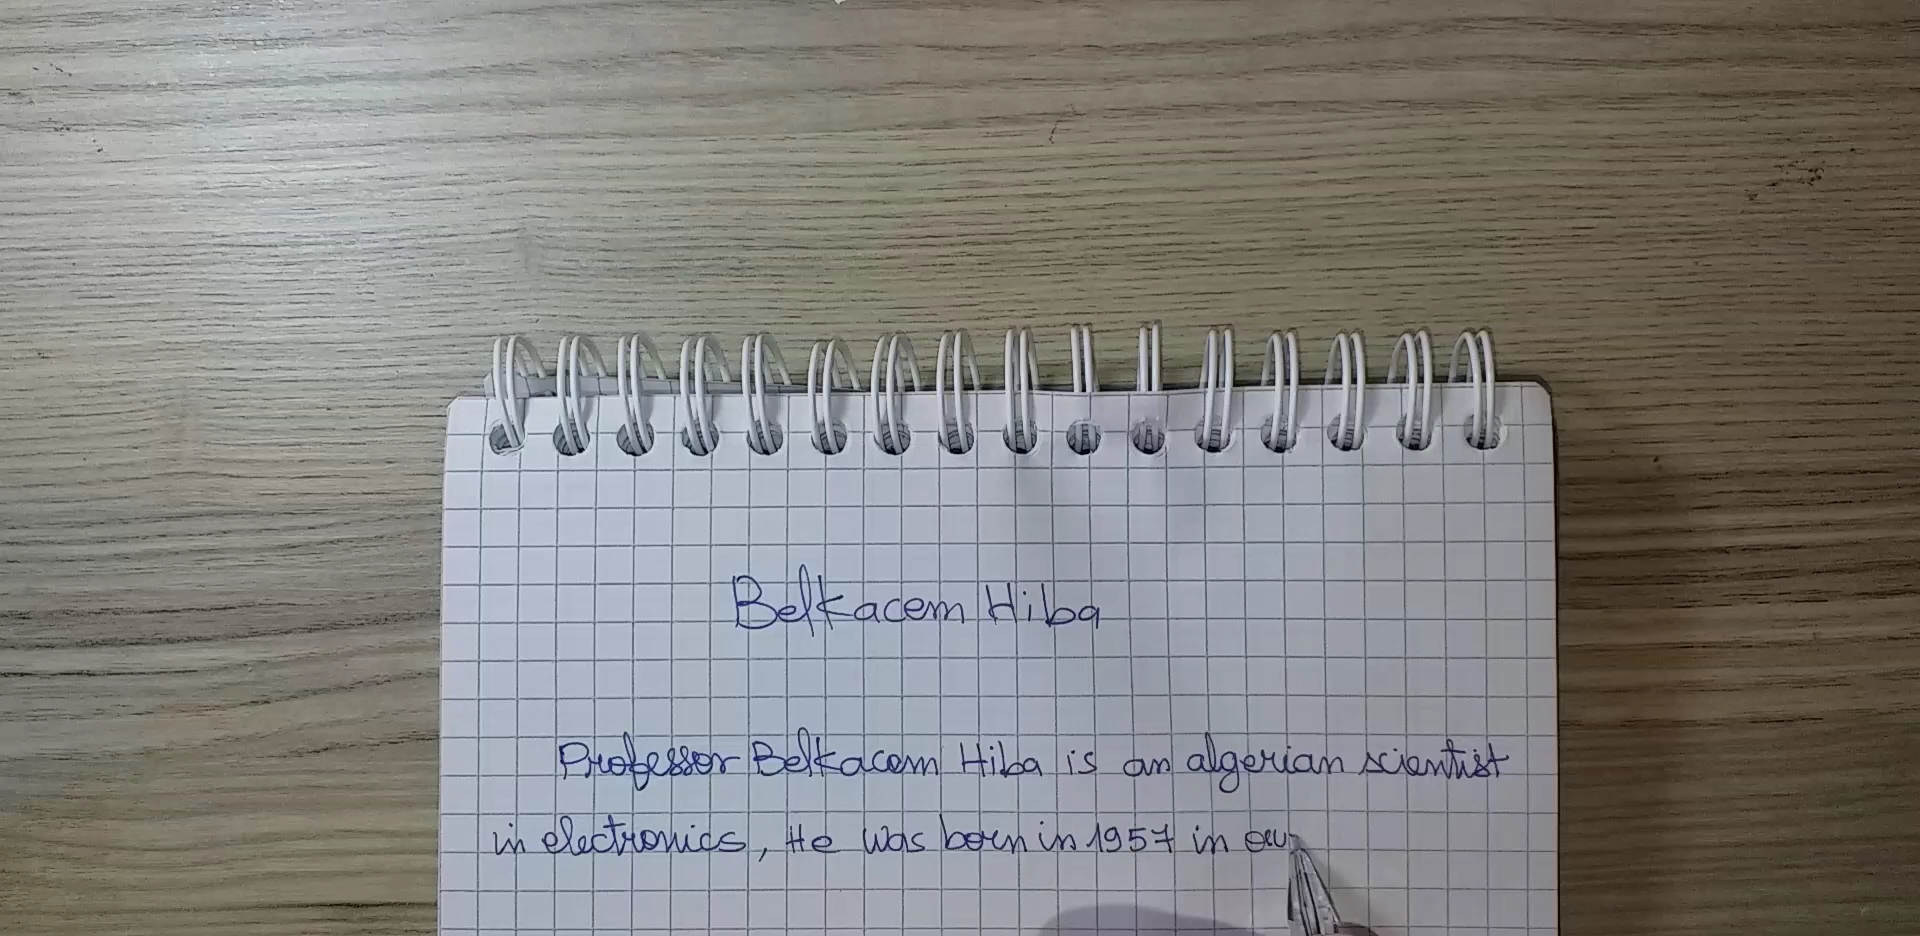 Belkacem Hiba
Professor Belkacem Hiba is an algerian scientist
in electronics, He was born in 1957 in